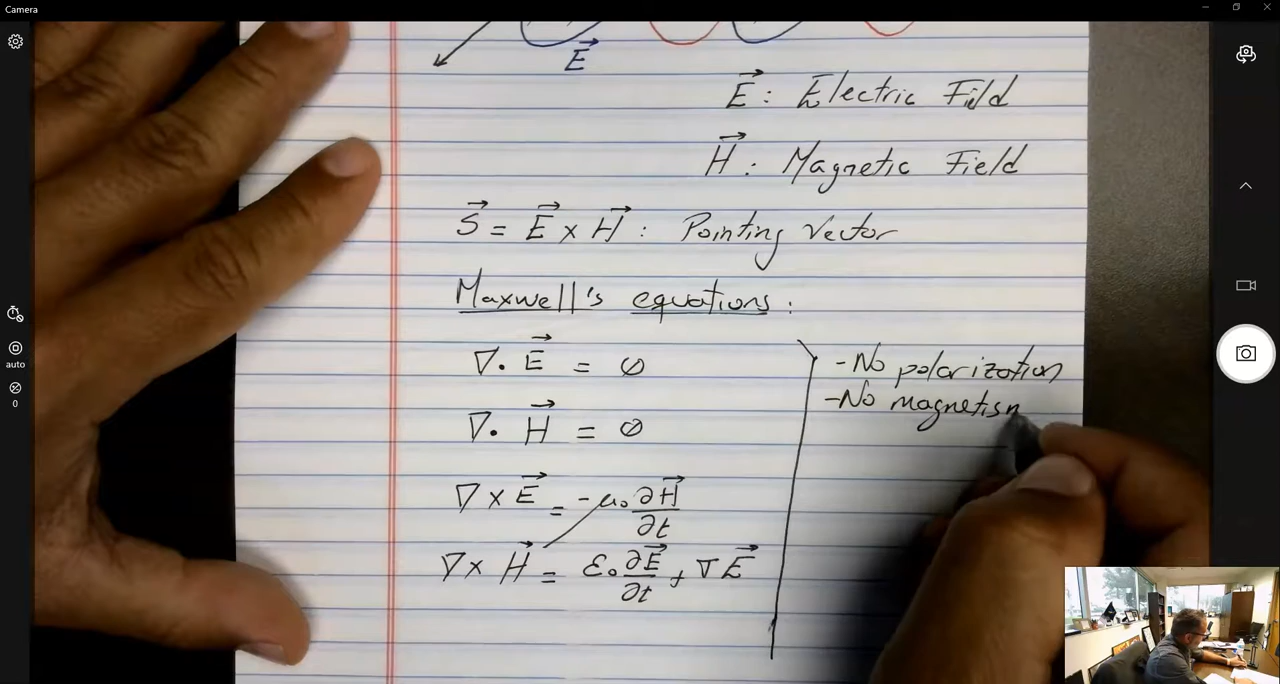 Camera
E⃗
E⃗ : Electric Field
H⃗ : Magnetic Field
S⃗ = E⃗ x H⃗ : Pointing Vector
Maxwell's equations :
∇· E⃗ = 0
-No polarization
-No magnetism
∇· H⃗ = 0
∇ x E⃗ = -μ₀ ∂H⃗/∂t
∇x H⃗ = ε₀ ∂E⃗/∂t + ∇ E⃗
auto
0